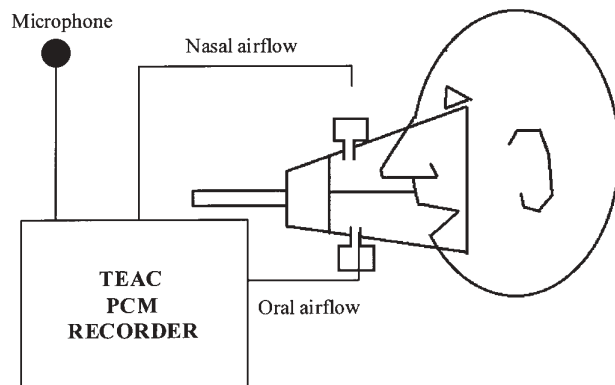 Microphone
Nasal airflow
TEAC
PCM
RECORDER
Oral airflow